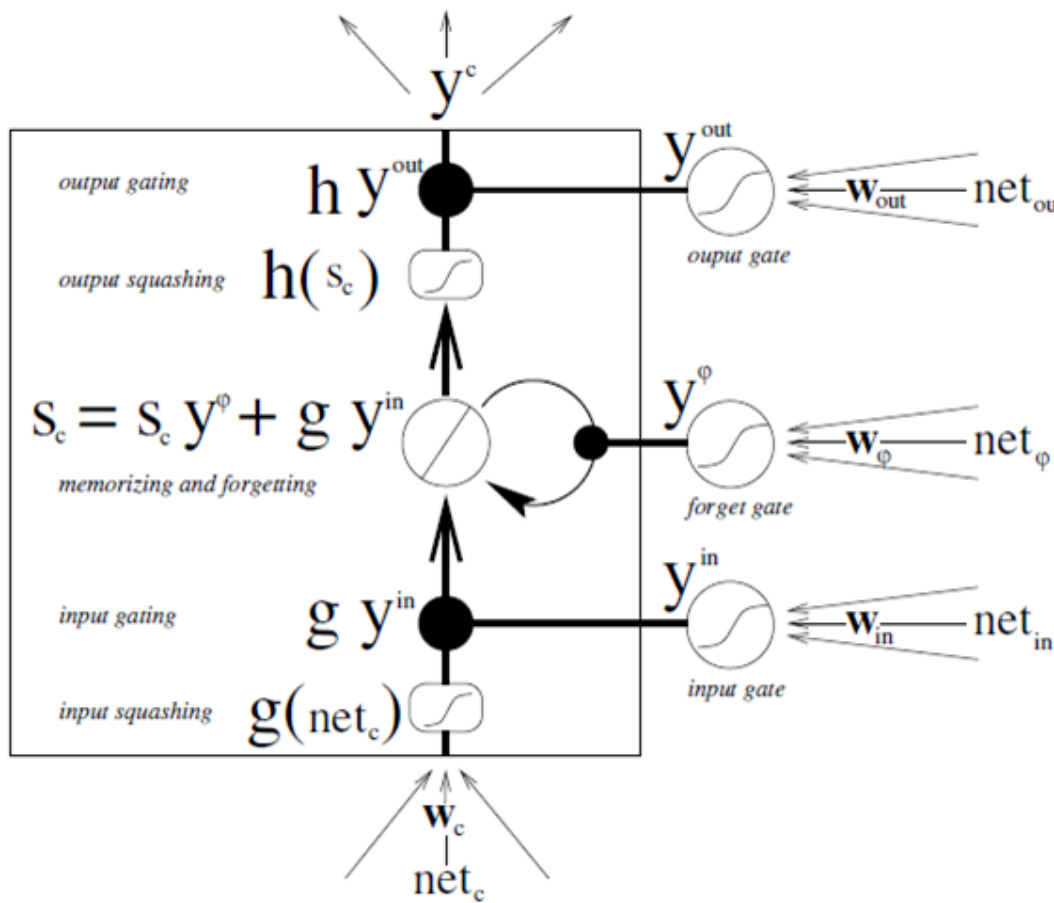 y^c
y^out
output gating
h y^out
w_out
net_ou
output squashing
h(s_c)
ouput gate
y^φ
s_c = s_c y^φ + g y^in
w_φ
net_φ
memorizing and forgetting
forget gate
y^in
input gating
g y^in
w_in
net_in
input squashing
g(net_c)
input gate
w_c
net_c